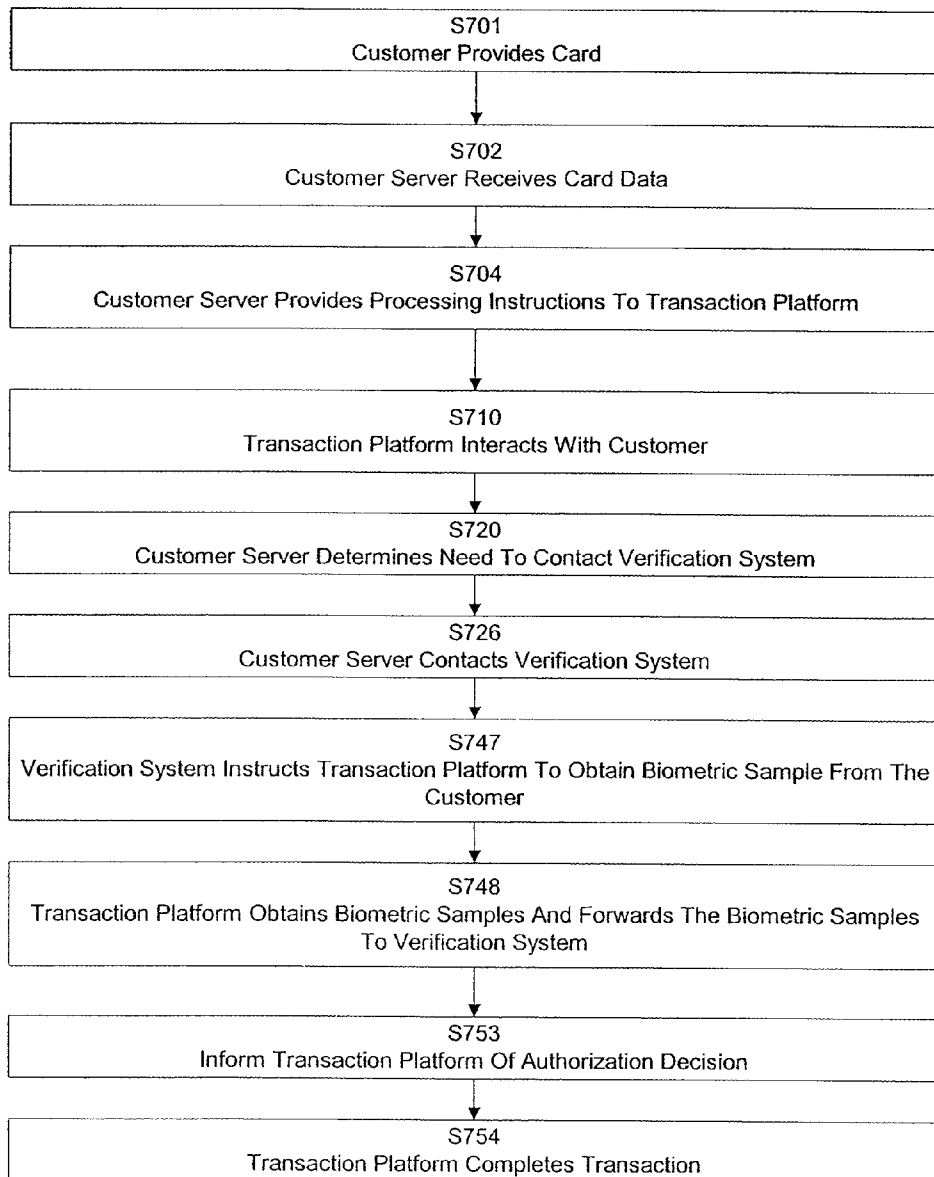 S701
Customer Provides Card
S702
Customer Server Receives Card Data
S704
Customer Server Provides Processing Instructions To Transaction Platform
S710
Transaction Platform Interacts With Customer
S720
Customer Server Determines Need To Contact Verification System
S726
Customer Server Contacts Verification System
S747
Verification System Instructs Transaction Platform To Obtain Biometric Sample From The
Customer
S748
Transaction Platform Obtains Biometric Samples And Forwards The Biometric Samples
To Verification System
S753
Inform Transaction Platform Of Authorization Decision
S754
Transaction Platform Completes Transaction